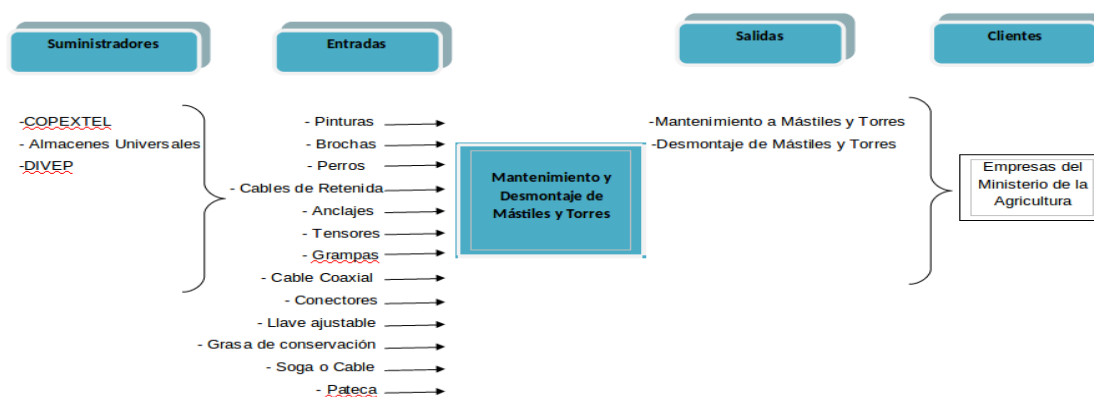 Suministradores
Entradas
Salidas
Clientes
-COPEXTEL
- Almacenes Universales
-DIVEP
- Pinturas
- Brochas
- Perros
- Cables de Retenida
- Anclajes
- Tensores
- Grampas
- Cable Coaxial
- Conectores
- Llave ajustable
- Grasa de conservación
- Soga o Cable
- Pateca
Mantenimiento y
Desmontaje de
Mástiles y Torres
-Mantenimiento a Mástiles y Torres
-Desmontaje de Mástiles y Torres
Empresas del
Ministerio de la
Agricultura